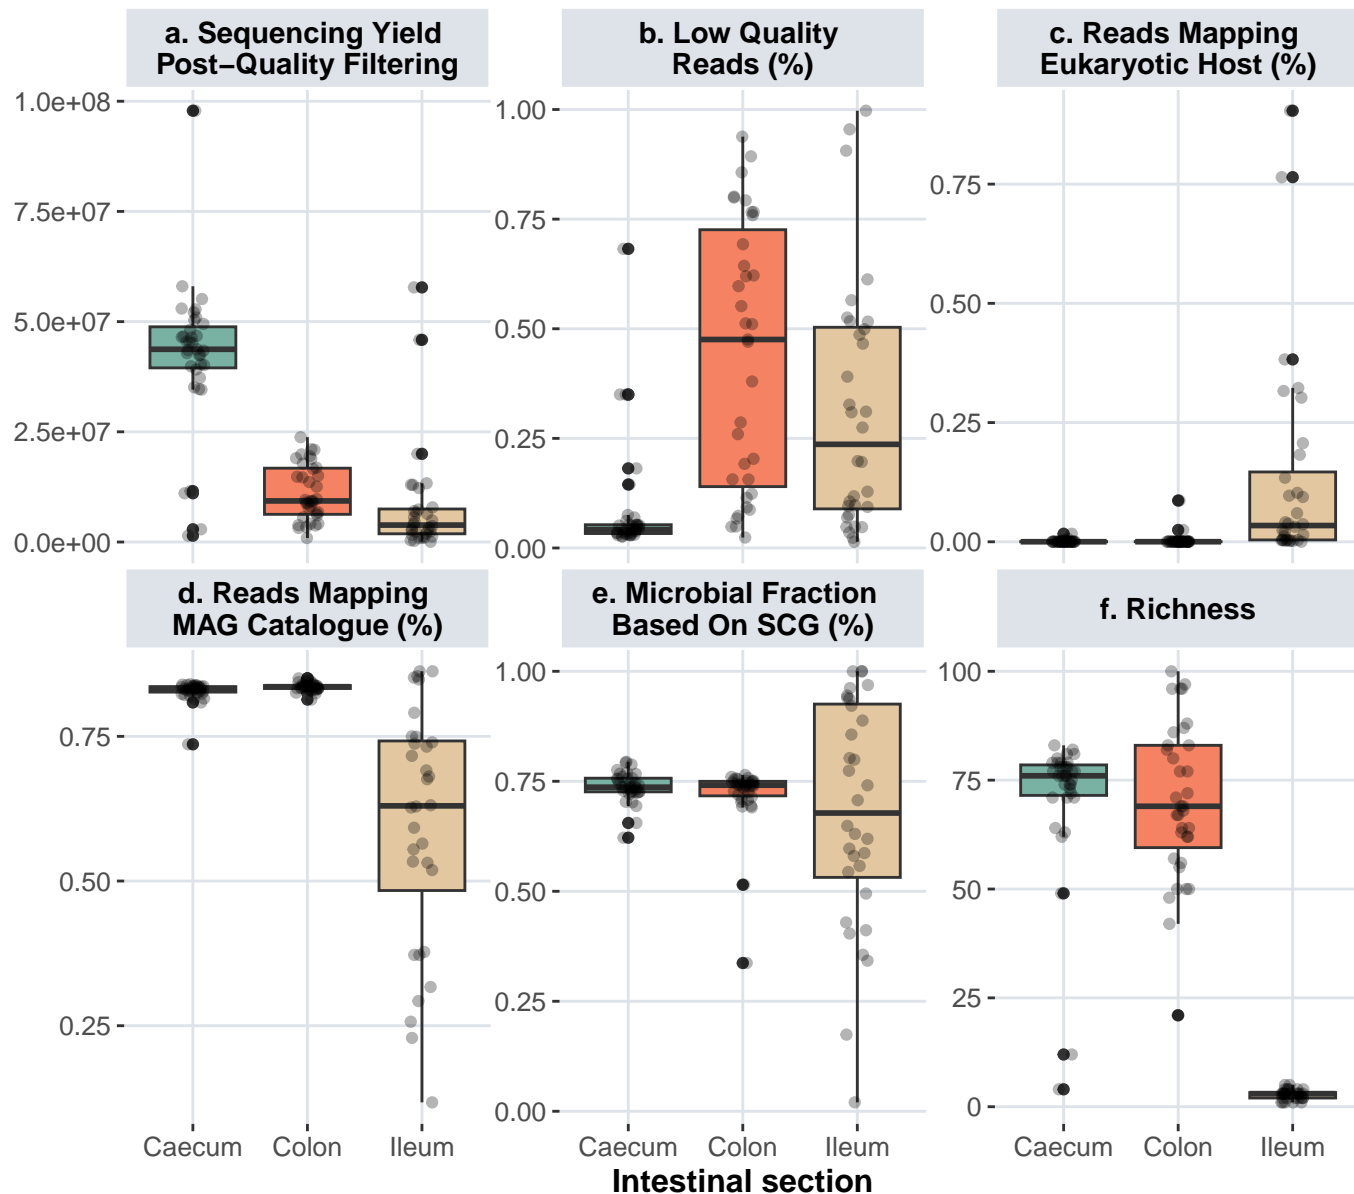 a. Sequencing Yield
Post−Quality Filtering
b. Low Quality
Reads (%)
c. Reads Mapping
Eukaryotic Host (%)
1.0e+08
7.5e+07
5.0e+07
2.5e+07
0.0e+00
1.00
0.75
0.50
0.25
0.00
0.75
0.50
0.25
0.00
d. Reads Mapping
MAG Catalogue (%)
e. Microbial Fraction
Based On SCG (%)
f. Richness
0.75
0.50
0.25
1.00
0.75
0.50
0.25
0.00
100
75
50
25
0
Caecum Colon Ileum
Caecum Colon Ileum
Caecum Colon Ileum
Intestinal section